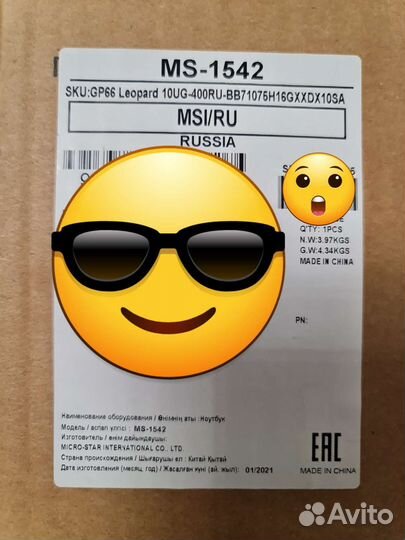 MS-1542
SKU:GP66 Leopard 10UG-400RU-BB71075H16GXXDX10SA
MSI/RU
RUSSIA
Q'TY: 1PCS
N.W:3.97KGS
G.W:4.34KGS
MADE IN CHINA
PN:
Наименование оборудования / Өнімнің аты :Ноутбук
Модель / аспап үлгісі : MS-1542
Изготовитель / өнім дайындаушы:
MICRO-STAR INTERNATIONAL CO., LTD.
Страна происхождения / Шығарушы ел : Китай Қытай
Дата изготовления (месяц, год) / Жасалған күні (ай, жыл): 01/2021
EAC
MADE IN CHINA
Avito